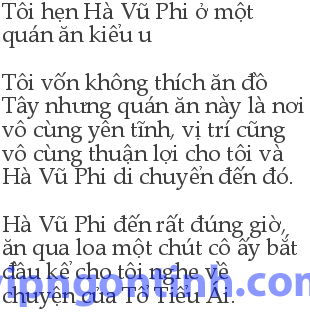 Tôi hẹn Hà Vũ Phi ở một
quán ăn kiểu u
Tôi vốn không thích ăn đồ
Tây nhưng quán ăn này là nơi
vô cùng yên tĩnh, vị trí cũng
vô cùng thuận lợi cho tôi và
Hà Vũ Phi di chuyển đến đó.
Hà Vũ Phi đến rất đúng giờ,
ăn qua loa một chút cô ấy bắt
đầu kể cho tôi nghe về
chuyện của Tổ Tiểu Ái.
vipngontinh.com